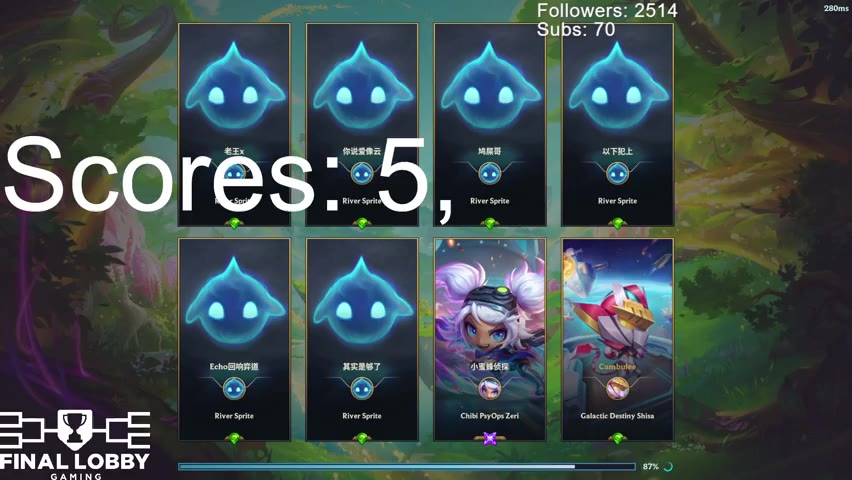 Followers: 2514
Subs: 70
280ms
老王x
你说爱像云
鸠屎哥
以下犯上
Scores: 5,
River Sprite
River Sprite
River Sprite
River Sprite
Echo回响弈道
其实是够了
小蜜蜂侦探
Cambulee
River Sprite
River Sprite
Chibi PsyOps Zeri
Galactic Destiny Shisa
FINAL LOBBY
GAMING
87%